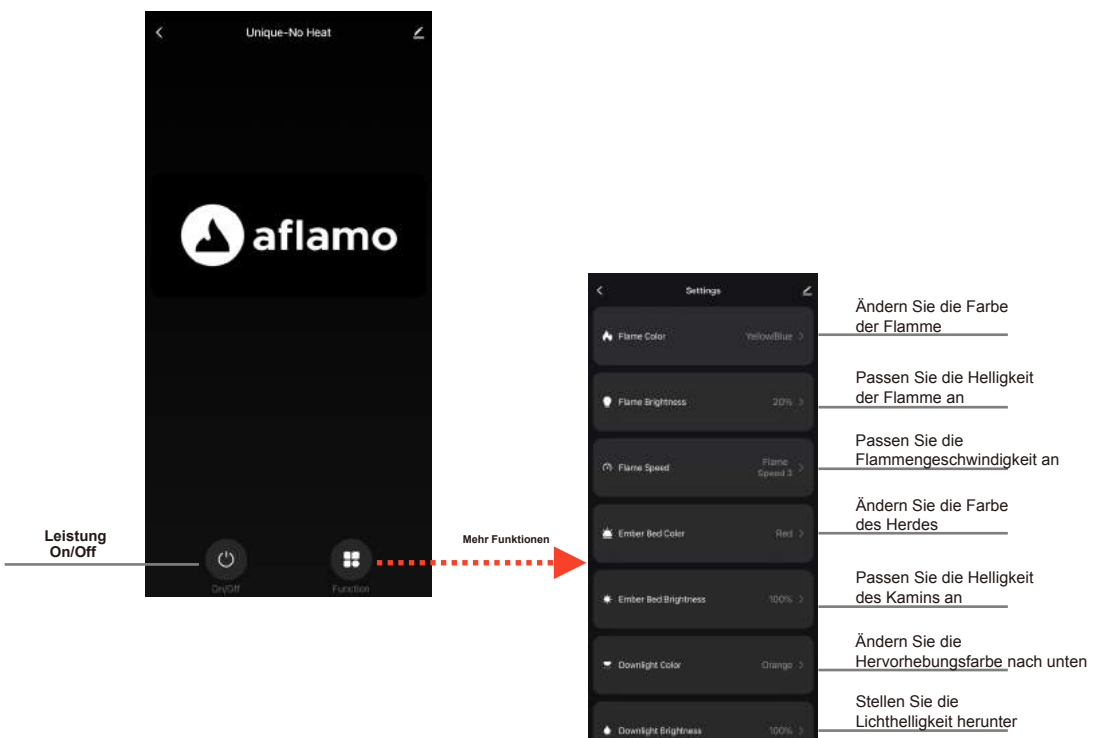 Unique-No Heat
aflamo
Leistung
On/Off
On/Off
Function
Mehr Funktionen
Settings
Flame Color
Yellow/Blue
Ändern Sie die Farbe
der Flamme
Flame Brightness
20%
Passen Sie die Helligkeit
der Flamme an
Flame Speed
Flame
Speed 3
Passen Sie die
Flammengeschwindigkeit an
Ember Bed Color
Red
Ändern Sie die Farbe
des Herdes
Ember Bed Brightness
100%
Passen Sie die Helligkeit
des Kamins an
Downlight Color
Orange
Ändern Sie die
Hervorhebungsfarbe nach unten
Downlight Brightness
100%
Stellen Sie die
Lichthelligkeit herunter